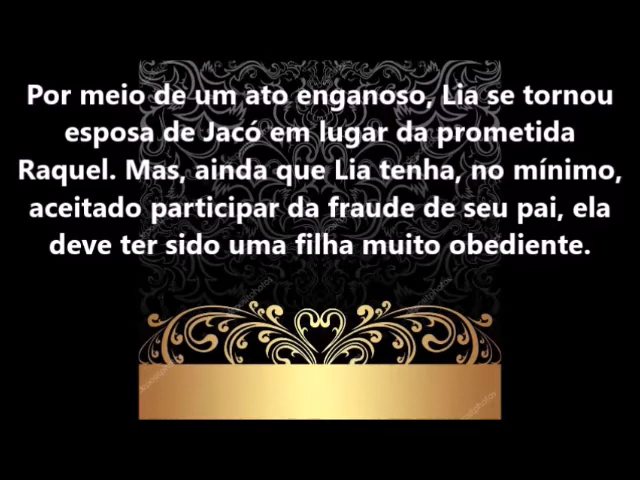 Por meio de um ato enganoso, Lia se tornou
esposa de Jacó em lugar da prometida
Raquel. Mas, ainda que Lia tenha, no mínimo,
aceitado participar da fraude de seu pai, ela
deve ter sido uma filha muito obediente.